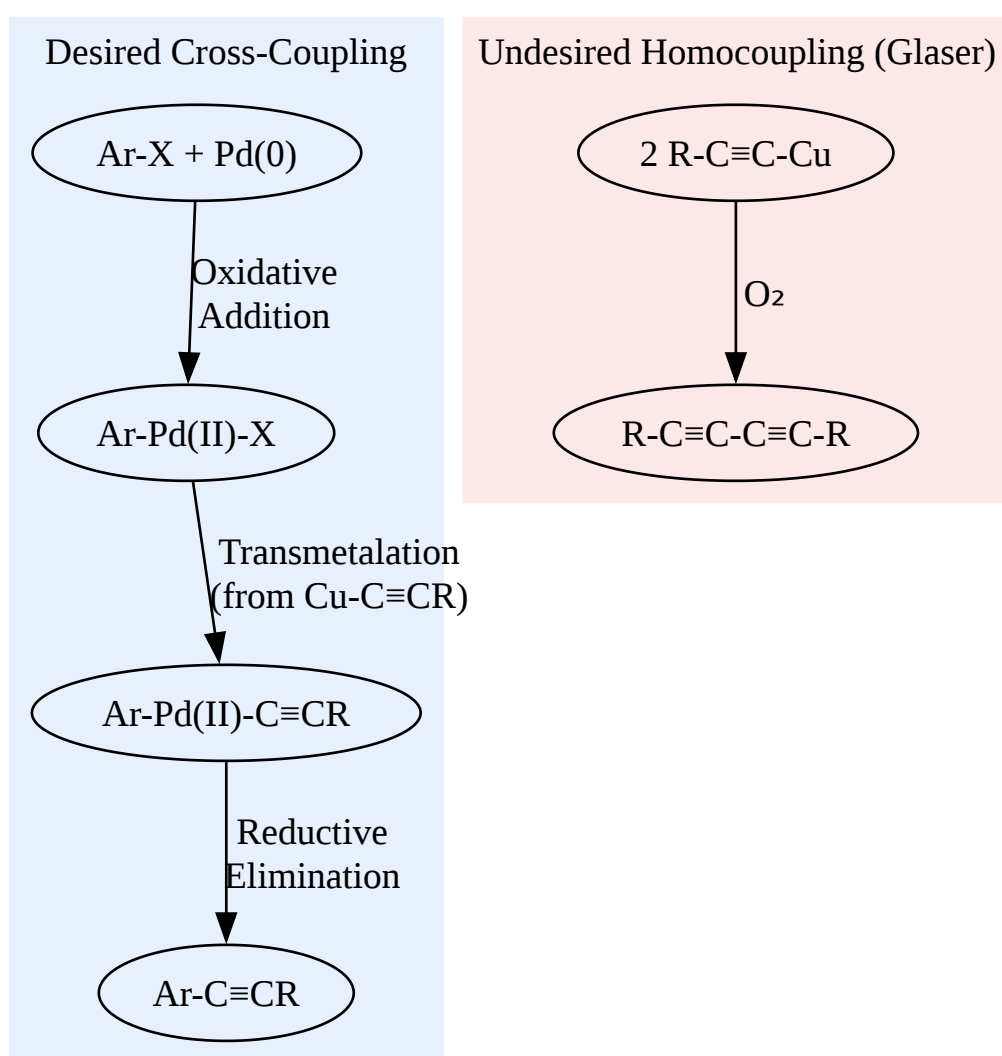 Desired Cross-Coupling
Ar-X + Pd(0)
Oxidative
Addition
Ar-Pd(II)-X
Transmetalation
(from Cu-C≡CR)
Ar-Pd(II)-C≡CR
Reductive
Elimination
Ar-C≡CR
Undesired Homocoupling (Glaser)
2 R-C≡C-Cu
O₂
R-C≡C-C≡C-R